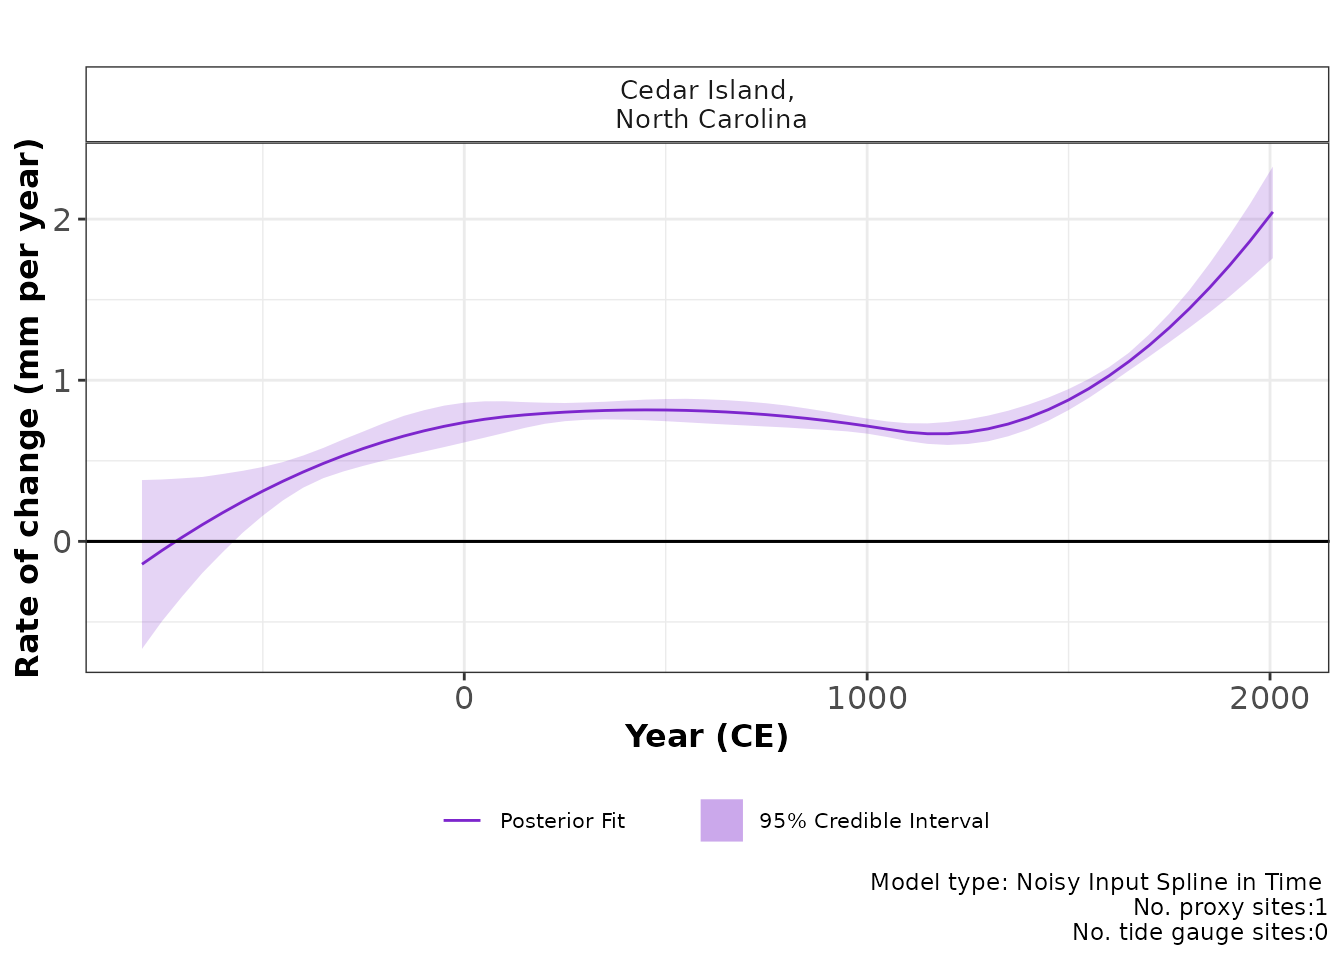 Cedar Island,
North Carolina
Rate of change (mm per year)
2
1
0
0
1000
2000
Year (CE)
Posterior Fit
95% Credible Interval
Model type: Noisy Input Spline in Time
No. proxy sites:1
No. tide gauge sites:0